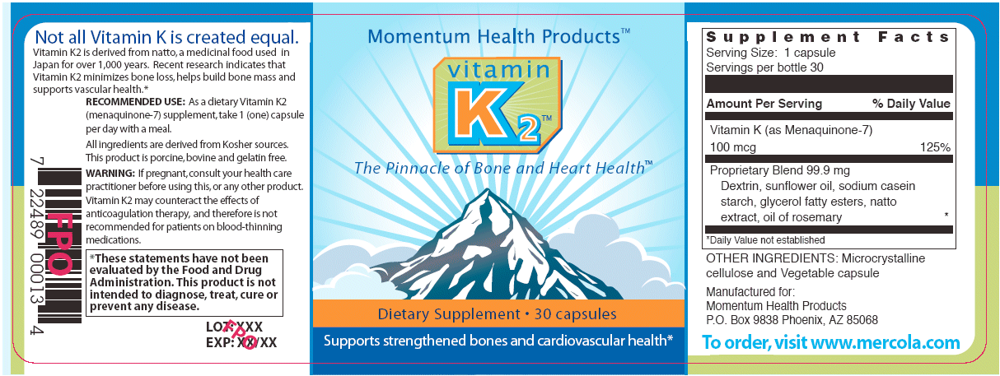 Not all Vitamin K is created equal.
Vitamin K2 is derived from natto, a medicinal food used in
Japan for over 1,000 years. Recent research indicates that
Vitamin K2 minimizes bone loss, helps build bone mass and
supports vascular health.*
RECOMMENDED USE: As a dietary Vitamin K2
(menaquinone-7) supplement, take 1 (one) capsule
per day with a meal.
All ingredients are derived from Kosher sources.
This product is porcine, bovine and gelatin free.
WARNING: If pregnant, consult your health care
practitioner before using this, or any other product.
Vitamin K2 may counteract the effects of
anticoagulation therapy, and therefore is not
recommended for patients on blood-thinning
medications.
*These statements have not been
evaluated by the Food and Drug
Administration. This product is not
intended to diagnose, treat, cure or
prevent any disease.
7 22489 00013 4
FPO
LOT: XXX
EXP: XX/XX
FPO
Momentum Health Products™
vitamin
K2™
The Pinnacle of Bone and Heart Health™
Dietary Supplement • 30 capsules
Supports strengthened bones and cardiovascular health*
Supplement Facts
Serving Size: 1 capsule
Servings per bottle 30
Amount Per Serving % Daily Value
Vitamin K (as Menaquinone-7)
100 mcg 125%
Proprietary Blend 99.9 mg
Dextrin, sunflower oil, sodium casein
starch, glycerol fatty esters, natto
extract, oil of rosemary *
*Daily Value not established
OTHER INGREDIENTS: Microcrystalline
cellulose and Vegetable capsule
Manufactured for:
Momentum Health Products
P.O. Box 9838 Phoenix, AZ 85068
To order, visit www.mercola.com